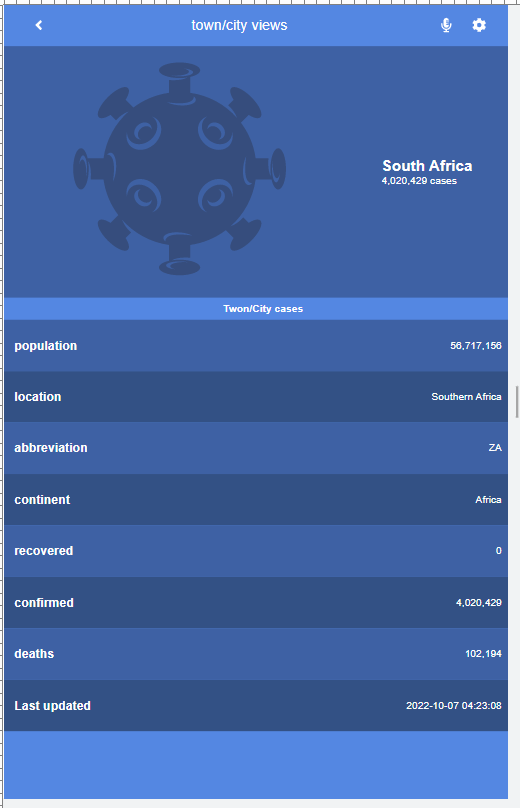 town/city views
South Africa
4,020,429 cases
Twon/City cases
population 56,717,156
location Southern Africa
abbreviation ZA
continent Africa
recovered 0
confirmed 4,020,429
deaths 102,194
Last updated 2022-10-07 04:23:08